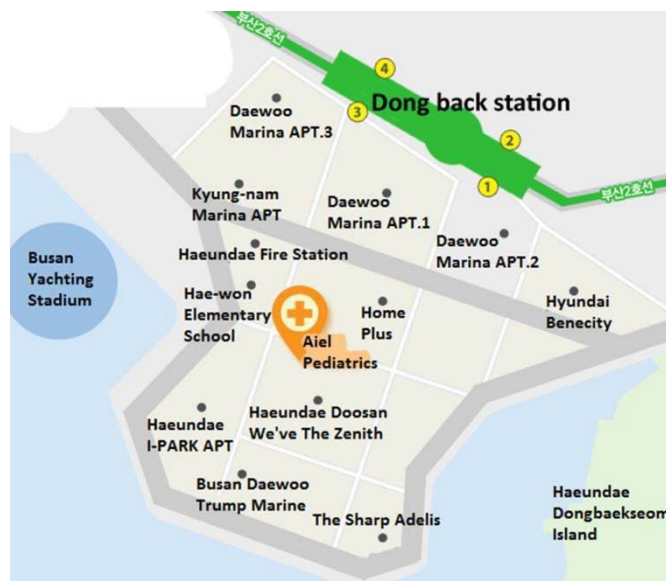 부산2호선
4
Dong back station
3
2
1
부산2호선
Daewoo
Marina APT.3
Kyung-nam
Marina APT
Daewoo
Marina APT.1
Daewoo
Marina APT.2
Haeundae Fire Station
Busan
Yachting
Stadium
Hae-won
Elementary
School
Home
Plus
Hyundai
Benecity
Aiel
Pediatrics
Haeundae
I-PARK APT
Haeundae Doosan
We've The Zenith
Busan Daewoo
Trump Marine
The Sharp Adelis
Haeundae
Dongbaekseom
Island